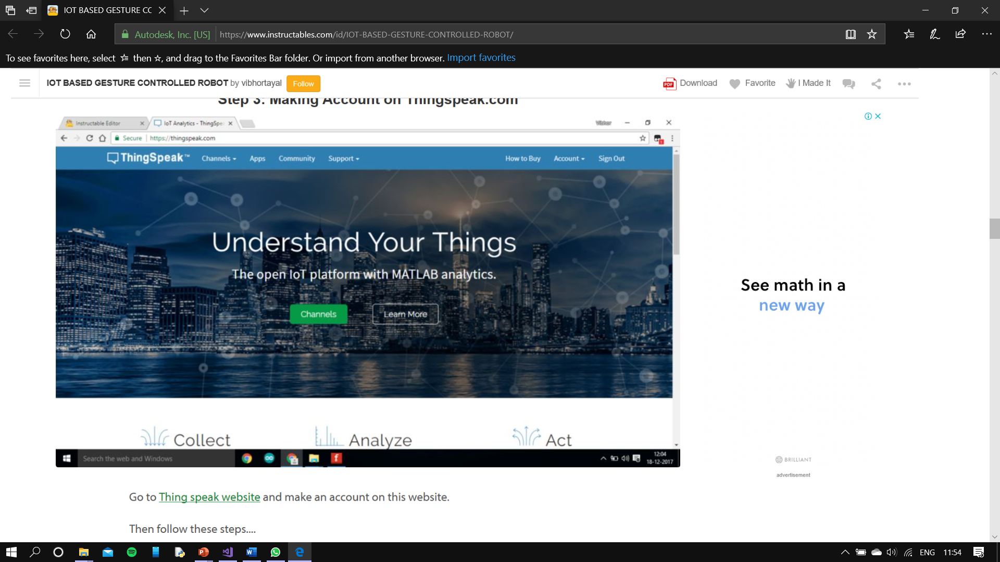 IOT BASED GESTURE CC
Autodesk, Inc. [US]
https://www.instructables.com/id/IOT-BASED-GESTURE-CONTROLLED-ROBOT/
To see favorites here, select then , and drag to the Favorites Bar folder. Or import from another browser. Import favorites
IOT BASED GESTURE CONTROLLED ROBOT by vibhortayal Follow
PDF Download Favorite I Made It
Step 3: Making Account on Thingspeak.com
Instructable Editor
IoT Analytics - ThingSpe
Vibhor
Secure https://thingspeak.com
ThingSpeak™ Channels Apps Community Support How to Buy Account Sign Out
Understand Your Things
The open IoT platform with MATLAB analytics.
Channels Learn More
Collect Analyze Act
Search the web and Windows
12:04
18-12-2017
See math in a
new way
BRILLIANT
advertisement
Go to Thing speak website and make an account on this website.
Then follow these steps....
ENG 11:54